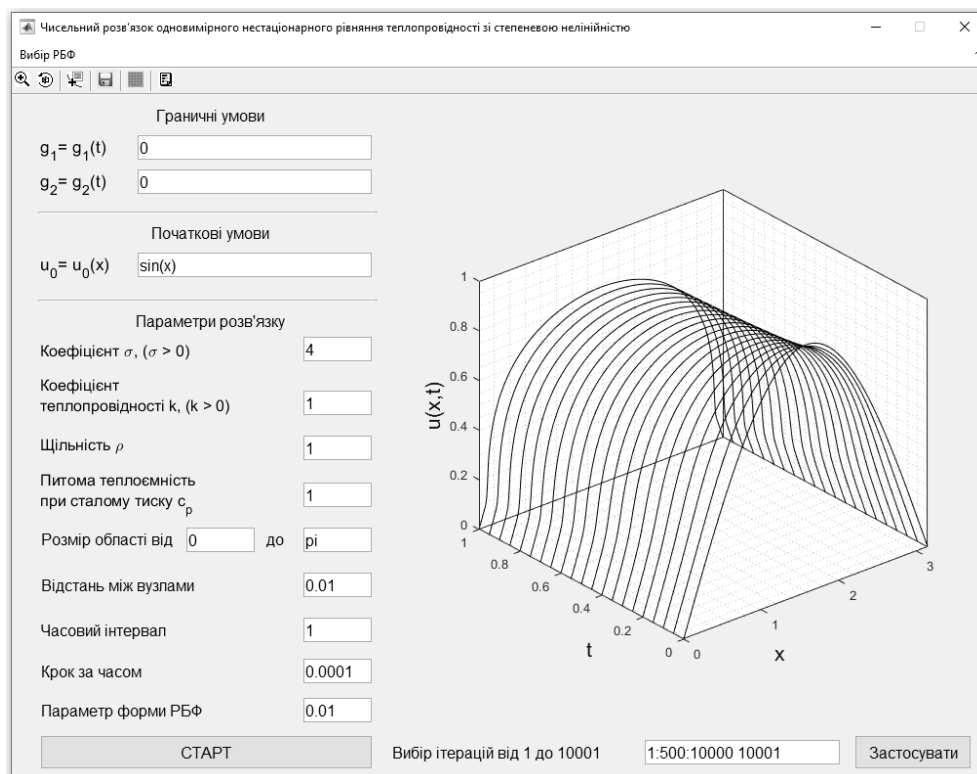 Чисельний розв'язок одновимірного нестаціонарного рівняння теплопровідності зі степеневою нелінійністю
Вибір РБФ
Граничні умови
g₁= g₁(t) 0
g₂= g₂(t) 0
Початкові умови
u₀= u₀(x) sin(x)
Параметри розв'язку
Коефіцієнт σ, (σ > 0) 4
Коефіцієнт
теплопровідності k, (k > 0) 1
Щільність ρ 1
Питома теплоємність
при сталому тиску cₚ 1
Розмір області від 0 до pi
Відстань між вузлами 0.01
Часовий інтервал 1
Крок за часом 0.0001
Параметр форми РБФ 0.01
СТАРТ
u(x,t)
1
0.8
0.6
0.4
0.2
0
1
0.8
0.6
0.4
0.2
0
t
0
1
2
3
x
Вибір ітерацій від 1 до 10001 1:500:10000 10001 Застосувати